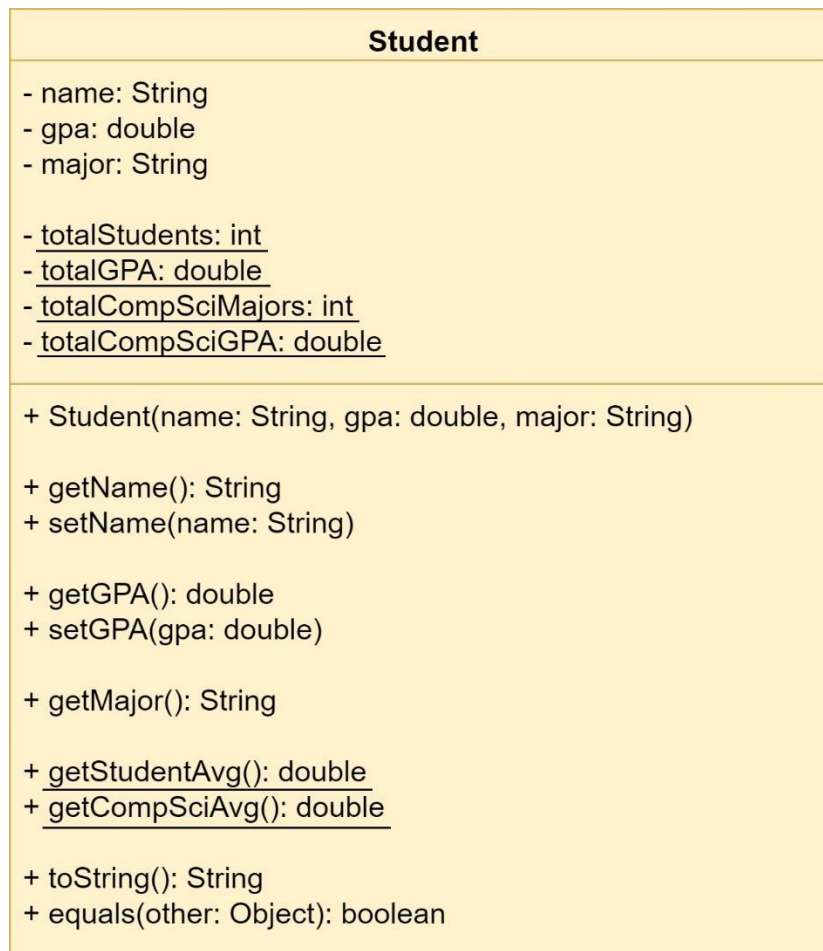 Student
- name: String
- gpa: double
- major: String
- totalStudents: int
- totalGPA: double
- totalCompSciMajors: int
- totalCompSciGPA: double
+ Student(name: String, gpa: double, major: String)
+ getName(): String
+ setName(name: String)
+ getGPA(): double
+ setGPA(gpa: double)
+ getMajor(): String
+ getStudentAvg(): double
+ getCompSciAvg(): double
+ toString(): String
+ equals(other: Object): boolean